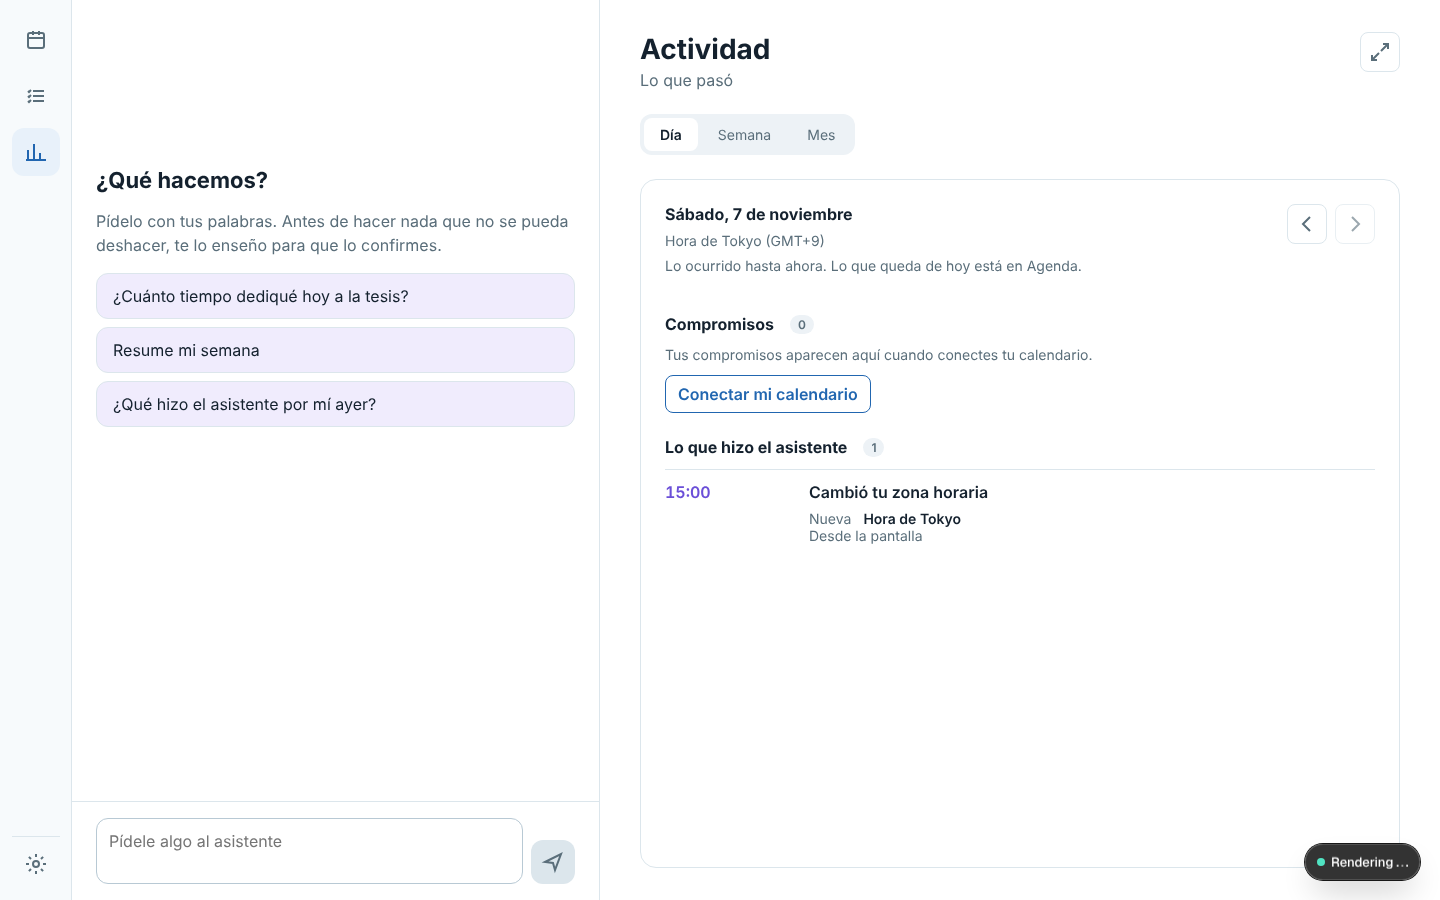 ¿Qué hacemos?
Pídelo con tus palabras. Antes de hacer nada que no se pueda
deshacer, te lo enseño para que lo confirmes.
¿Cuánto tiempo dediqué hoy a la tesis?
Resume mi semana
¿Qué hizo el asistente por mí ayer?
Pídele algo al asistente
Actividad
Lo que pasó
Día
Semana
Mes
Sábado, 7 de noviembre
Hora de Tokyo (GMT+9)
Lo ocurrido hasta ahora. Lo que queda de hoy está en Agenda.
Compromisos 0
Tus compromisos aparecen aquí cuando conectes tu calendario.
Conectar mi calendario
Lo que hizo el asistente 1
15:00 Cambió tu zona horaria
Nueva Hora de Tokyo
Desde la pantalla
Rendering...